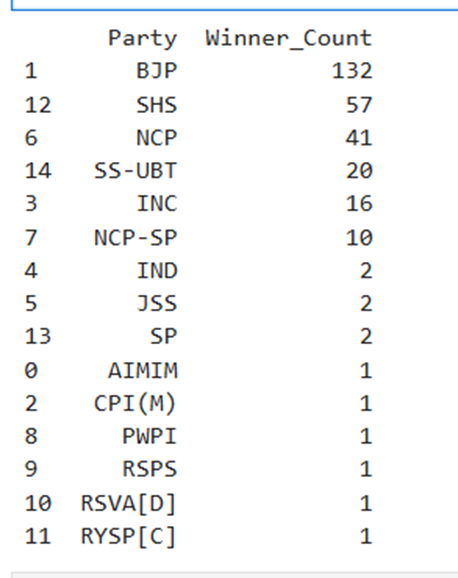 Party Winner_Count
1 BJP 132
12 SHS 57
6 NCP 41
14 SS-UBT 20
3 INC 16
7 NCP-SP 10
4 IND 2
5 JSS 2
13 SP 2
0 AIMIM 1
2 CPI(M) 1
8 PWPI 1
9 RSPS 1
10 RSVA[D] 1
11 RYSP[C] 1